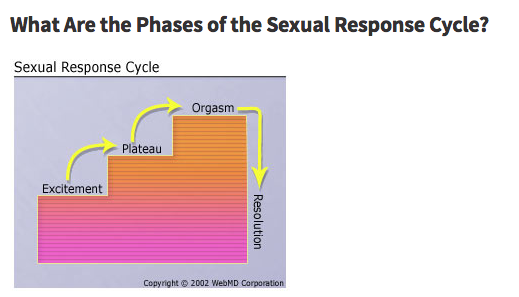 What Are the Phases of the Sexual Response Cycle?
Sexual Response Cycle
Orgasm
Plateau
Excitement
Resolution
Copyright © 2002 WebMD Corporation